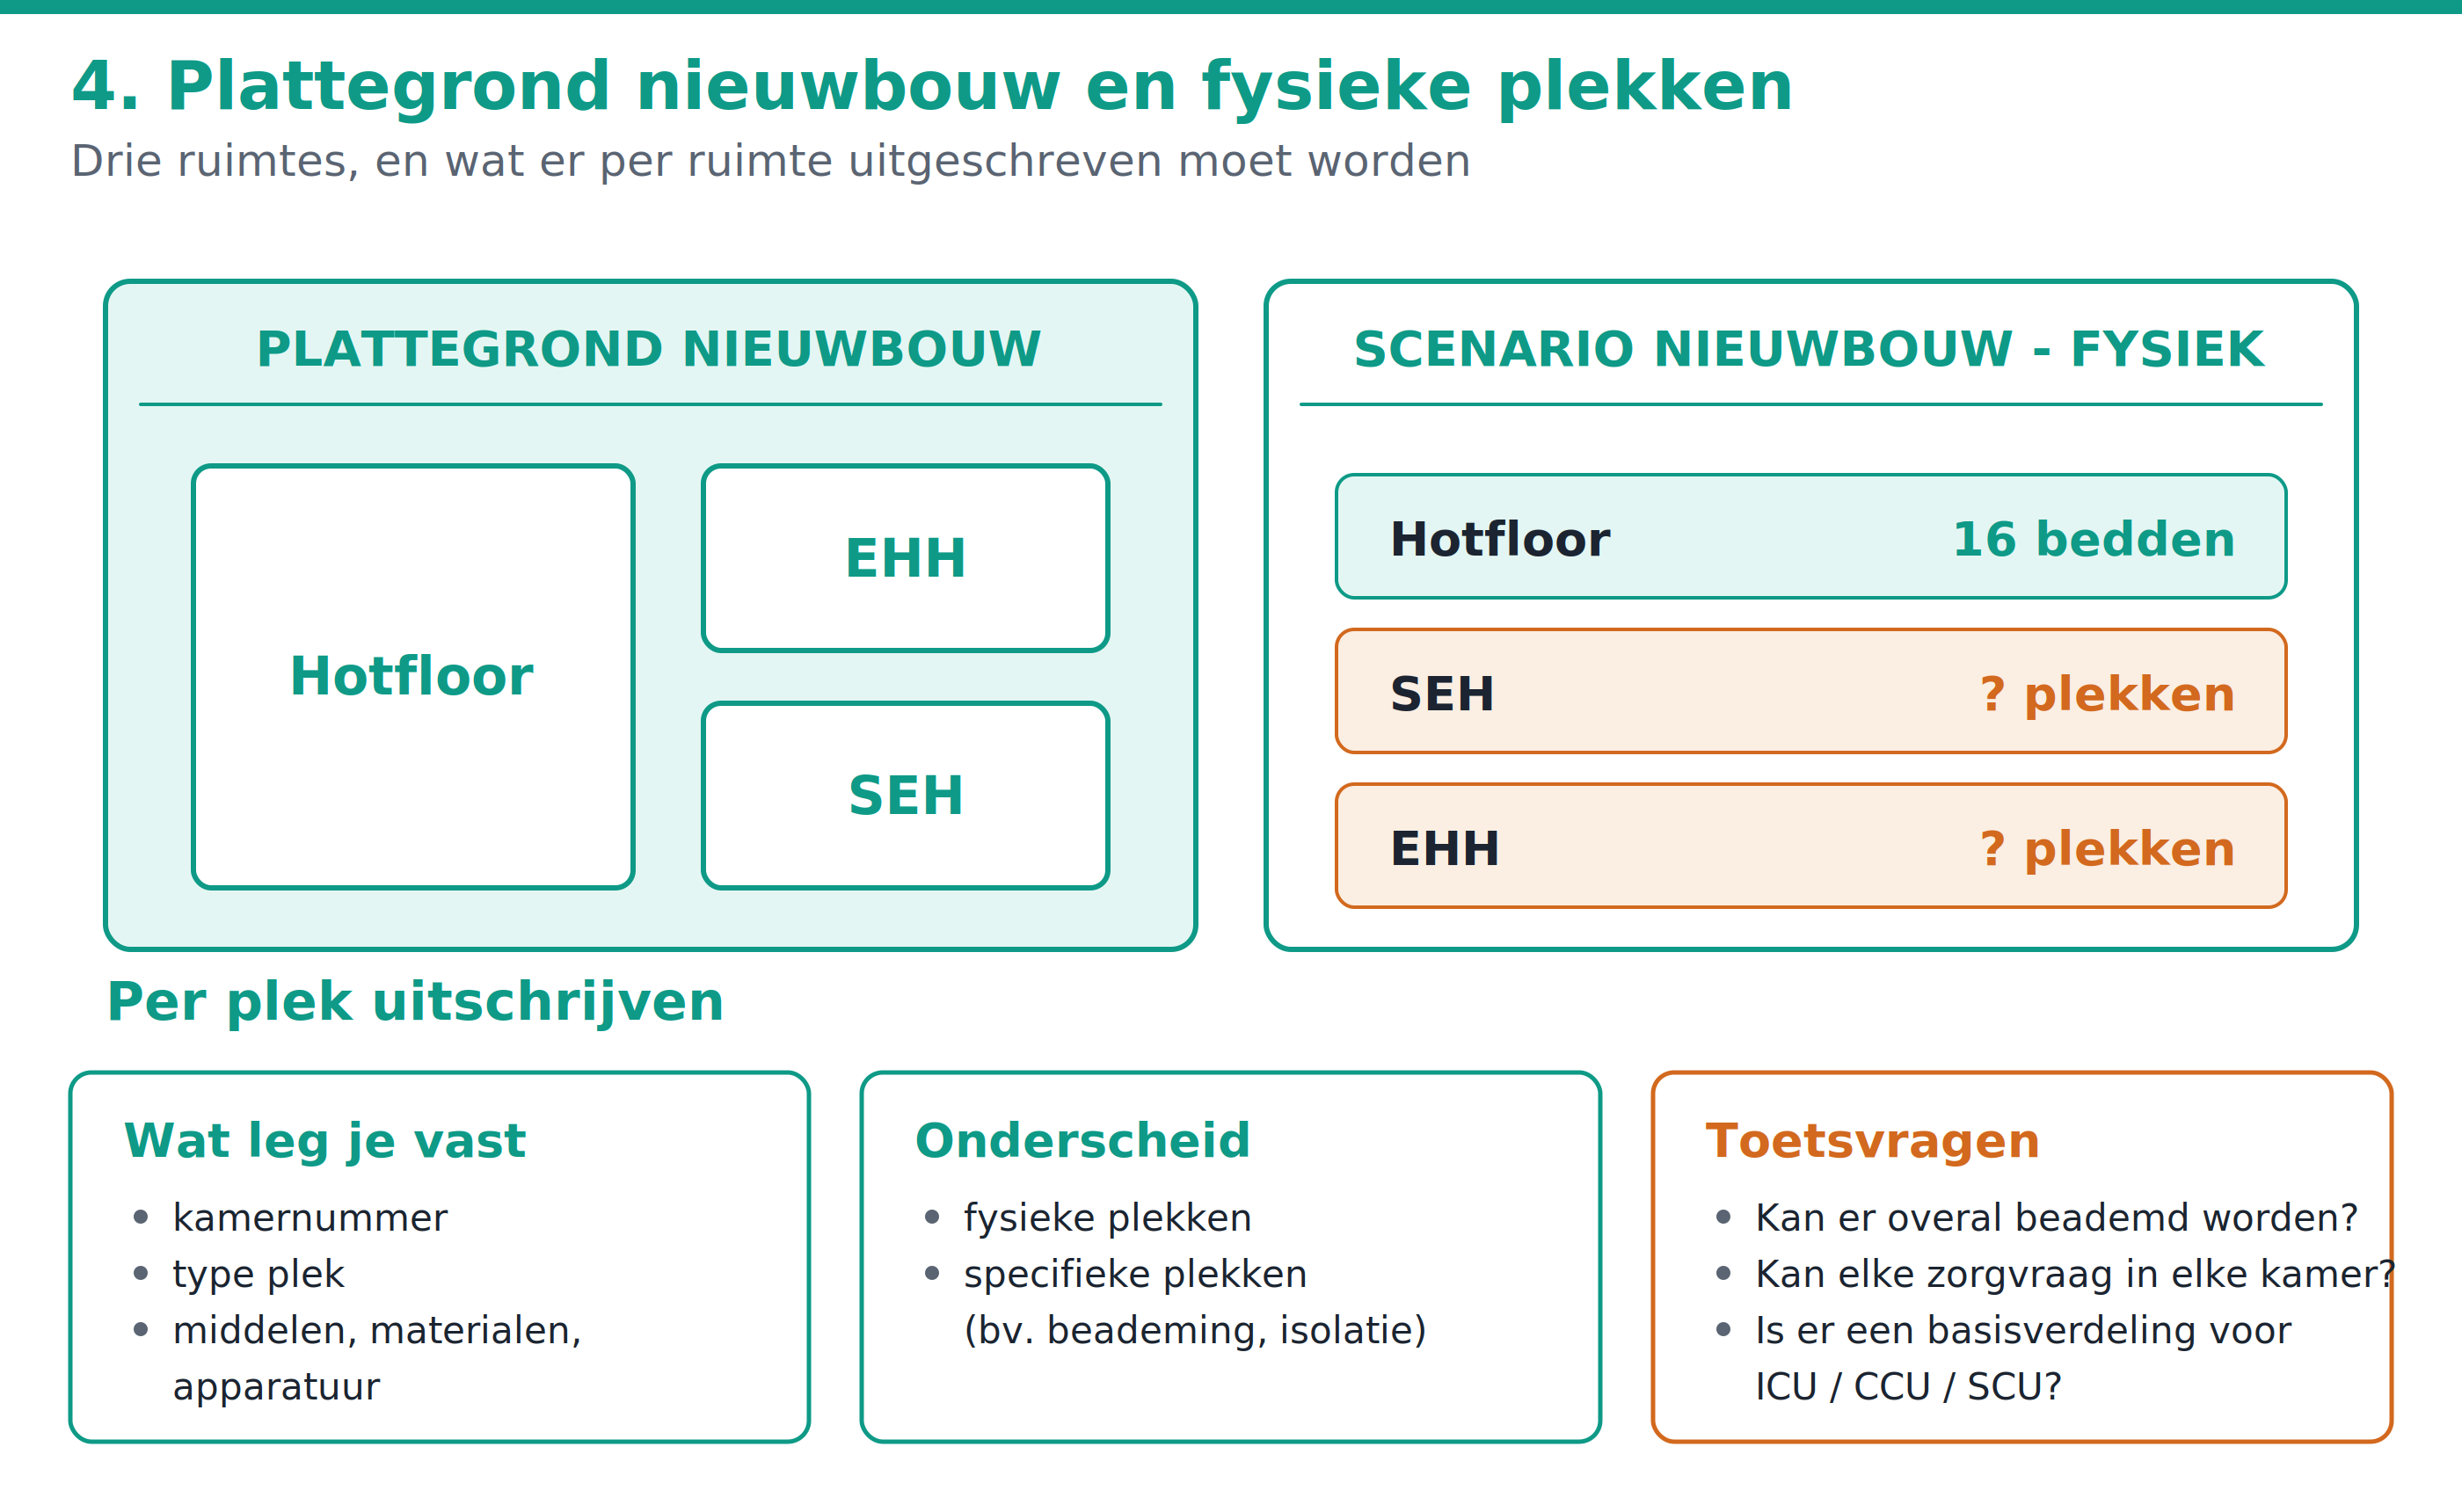 4. Plattegrond nieuwbouw en fysieke plekken
Drie ruimtes, en wat er per ruimte uitgeschreven moet worden
PLATTEGROND NIEUWBOUW
Hotfloor
EHH
SEH
SCENARIO NIEUWBOUW - FYSIEK
Hotfloor 16 bedden
SEH ? plekken
EHH ? plekken
Per plek uitschrijven
Wat leg je vast
• kamernummer
• type plek
• middelen, materialen,
apparatuur
Onderscheid
• fysieke plekken
• specifieke plekken
(bv. beademing, isolatie)
Toetsvragen
• Kan er overal beademd worden?
• Kan elke zorgvraag in elke kamer?
• Is er een basisverdeling voor
ICU / CCU / SCU?